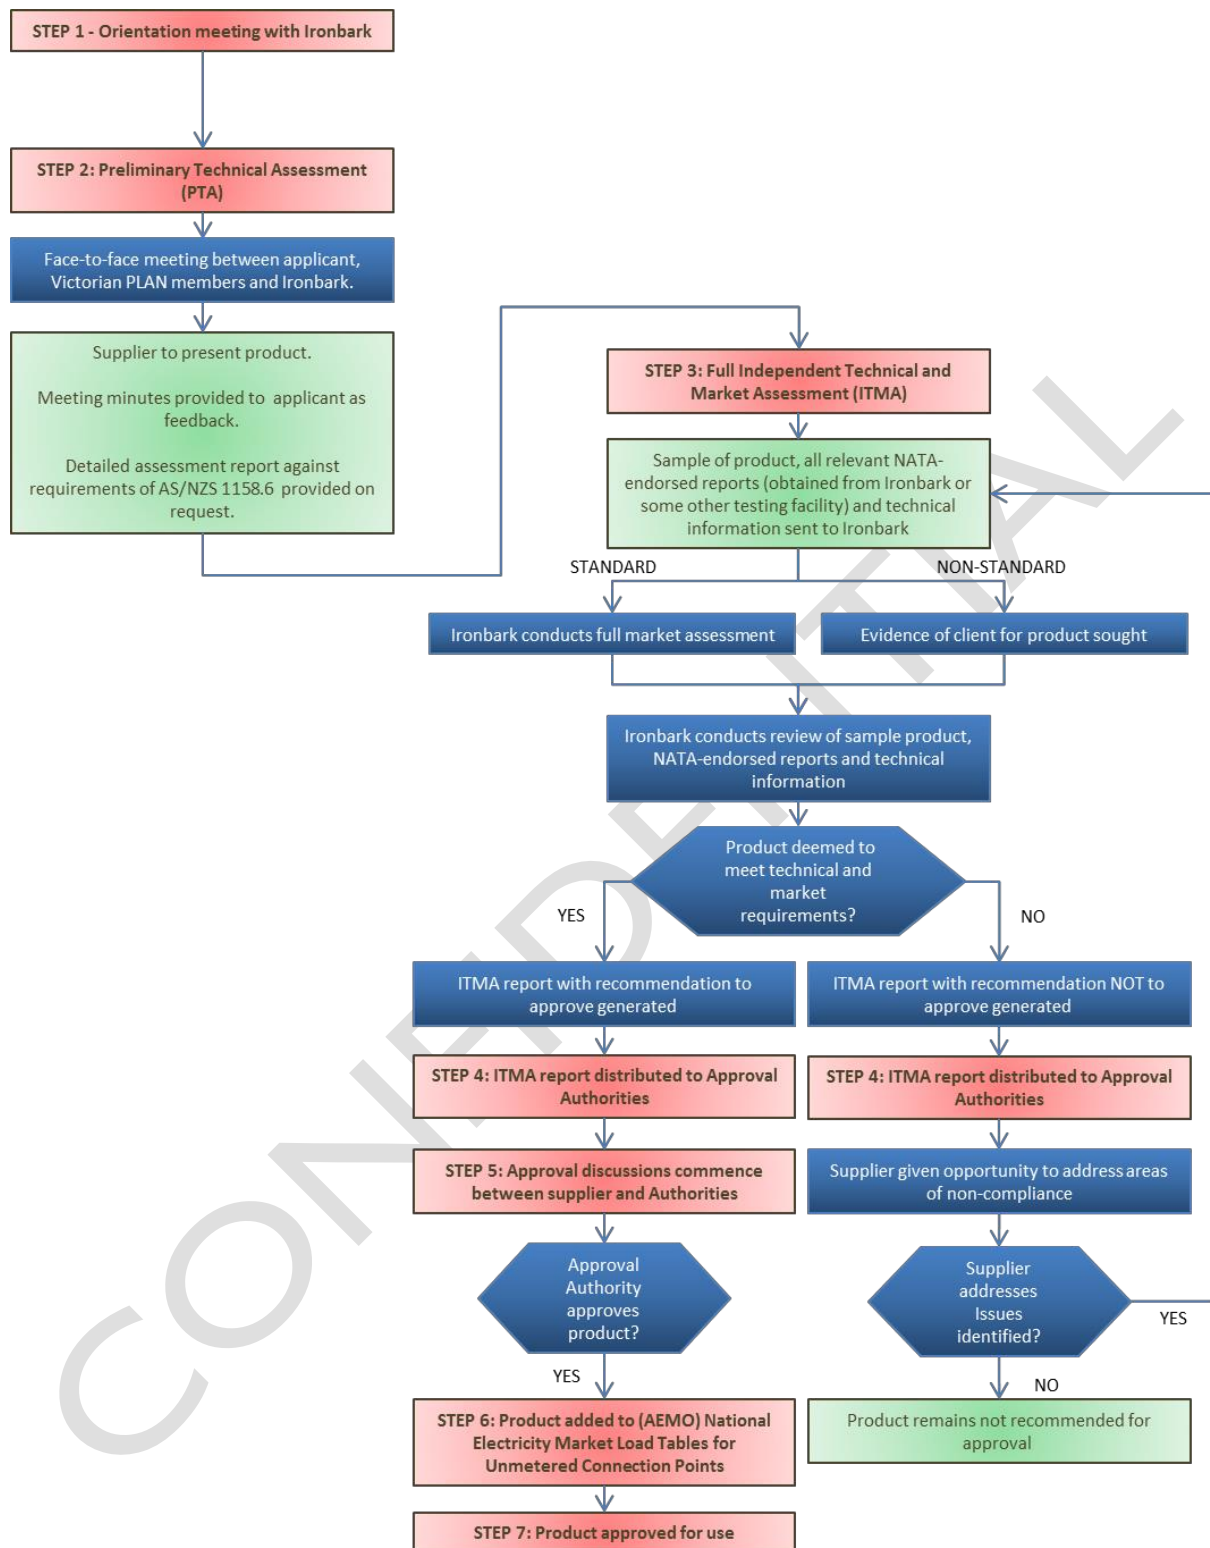 STEP 1 - Orientation meeting with Ironbark
STEP 2: Preliminary Technical Assessment
(PTA)
Face-to-face meeting between applicant,
Victorian PLAN members and Ironbark.
Supplier to present product.
Meeting minutes provided to applicant as
feedback.
Detailed assessment report against
requirements of AS/NZS 1158.6 provided on
request.
STEP 3: Full Independent Technical and
Market Assessment (ITMA)
Sample of product, all relevant NATA-
endorsed reports (obtained from Ironbark or
some other testing facility) and technical
information sent to Ironbark
STANDARD
NON-STANDARD
Ironbark conducts full market assessment
Evidence of client for product sought
Ironbark conducts review of sample product,
NATA-endorsed reports and technical
information
Product deemed to
meet technical and
market
requirements?
YES
NO
ITMA report with recommendation to
approve generated
ITMA report with recommendation NOT to
approve generated
STEP 4: ITMA report distributed to Approval
Authorities
STEP 4: ITMA report distributed to Approval
Authorities
STEP 5: Approval discussions commence
between supplier and Authorities
Supplier given opportunity to address areas
of non-compliance
Approval
Authority
approves
product?
Supplier
addresses
Issues
identified?
YES
YES
NO
STEP 6: Product added to (AEMO) National
Electricity Market Load Tables for
Unmetered Connection Points
Product remains not recommended for
approval
STEP 7: Product approved for use
CONFIDENTIAL